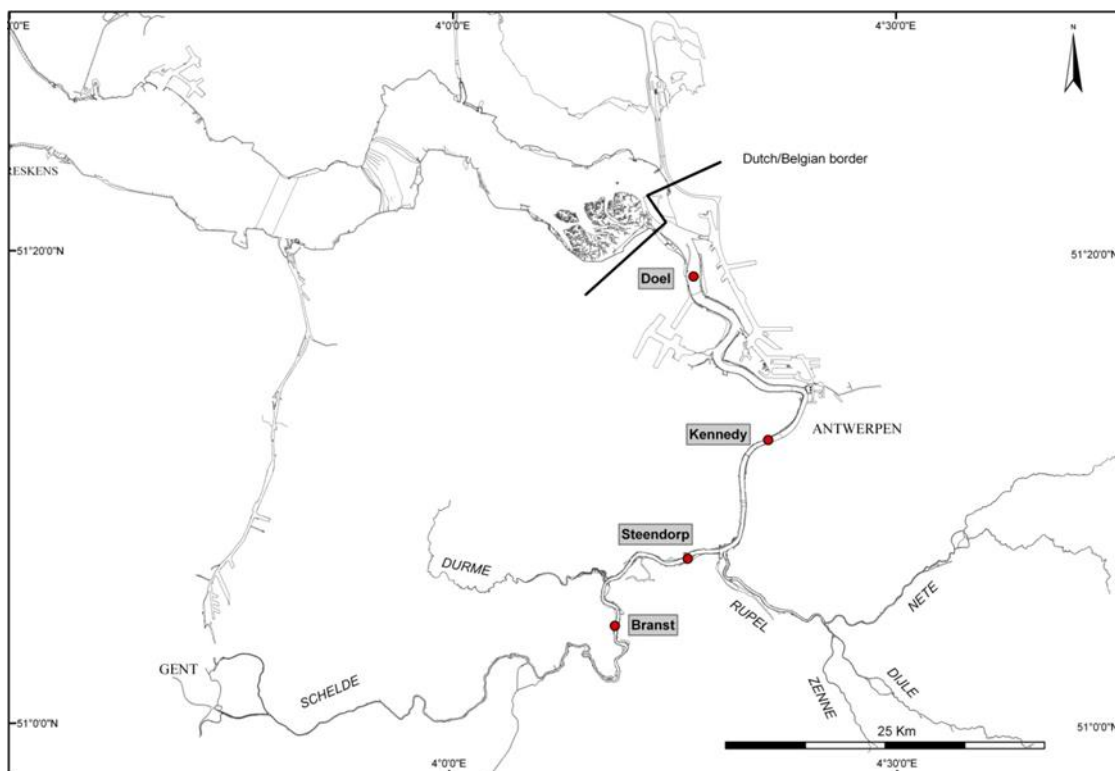 0'0"E
4°0'0"E
4°30'0"E
N
Dutch/Belgian border
RESKENS
51°20'0"N
51°20'0"N
Doel
Kennedy
ANTWERPEN
Steendorp
DURME
NETE
RUPEL
Branst
GENT
SCHELDE
DIJLE
ZENNE
51°0'0"N
51°0'0"N
25 Km
4°0'0"E
4°30'0"E